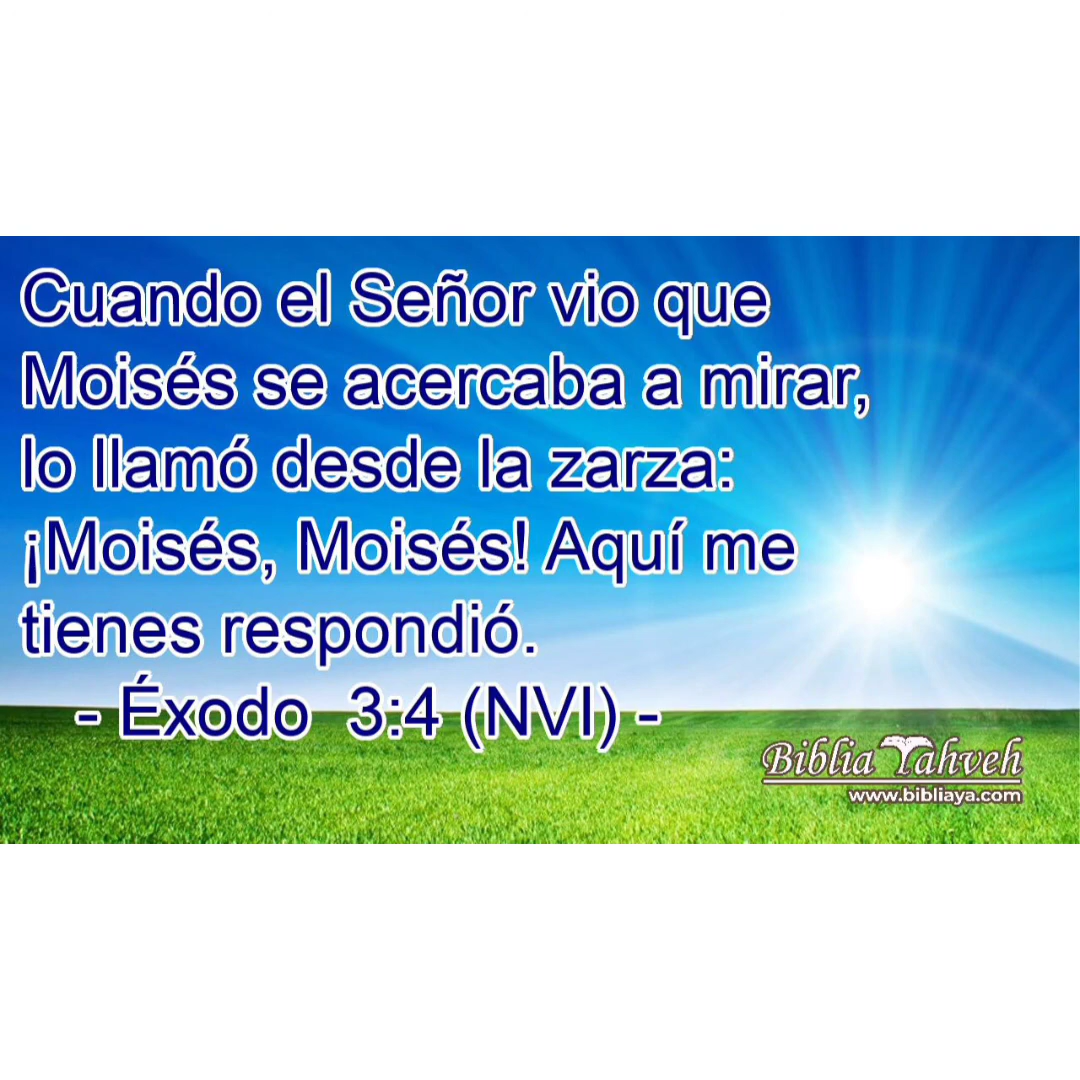 Cuando el Señor vio que
Moisés se acercaba a mirar,
lo llamó desde la zarza:
¡Moisés, Moisés! Aquí me
tienes respondió.
- Éxodo  3:4 (NVI) -
Biblia Yahveh
www.bibliaya.com